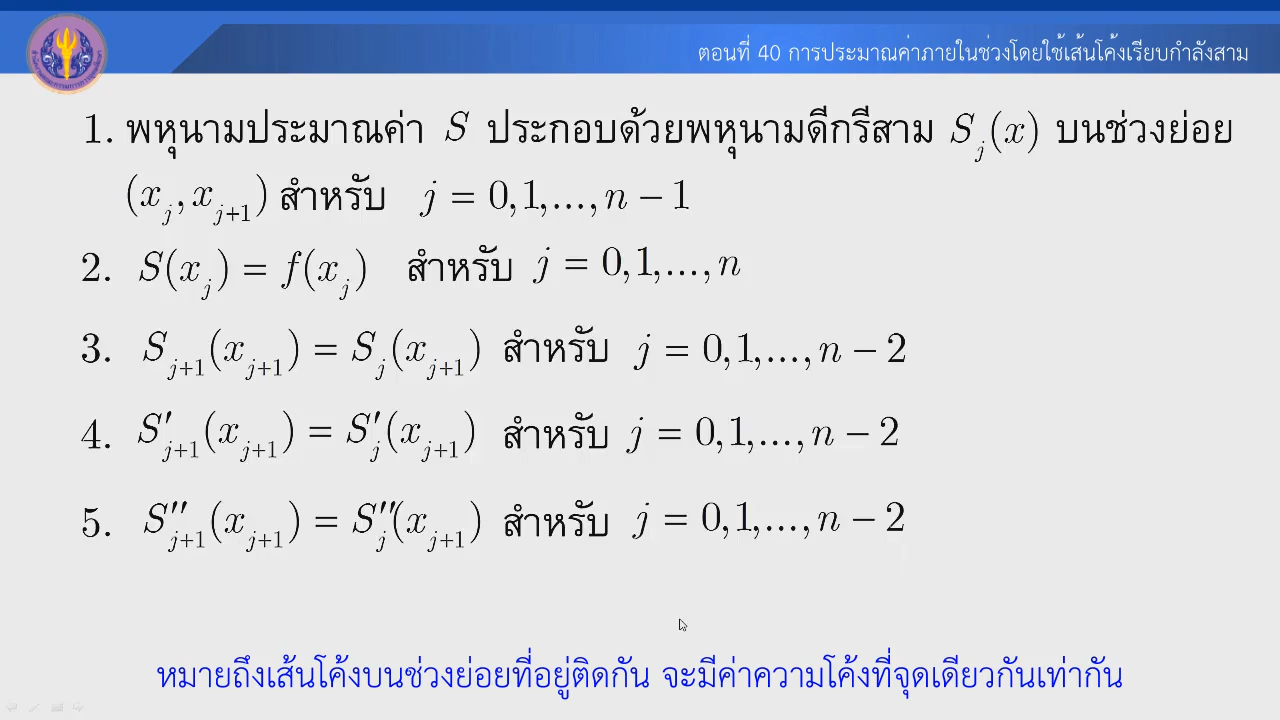 ตอนที่ 40 การประมาณค่าภายในช่วงโดยใช้เส้นโค้งเรียบกำลังสาม
1. พหุนามประมาณค่า S ประกอบด้วยพหุนามดีกรีสาม S_j(x) บนช่วงย่อย
(x_j, x_{j+1}) สำหรับ j = 0,1,...,n − 1
2. S(x_j) = f(x_j) สำหรับ j = 0,1,...,n
3. S_{j+1}(x_{j+1}) = S_j(x_{j+1}) สำหรับ j = 0,1,...,n − 2
4. S′_{j+1}(x_{j+1}) = S′_j(x_{j+1}) สำหรับ j = 0,1,...,n − 2
5. S″_{j+1}(x_{j+1}) = S″_j(x_{j+1}) สำหรับ j = 0,1,...,n − 2
หมายถึงเส้นโค้งบนช่วงย่อยที่อยู่ติดกัน จะมีค่าความโค้งที่จุดเดียวกันเท่ากัน